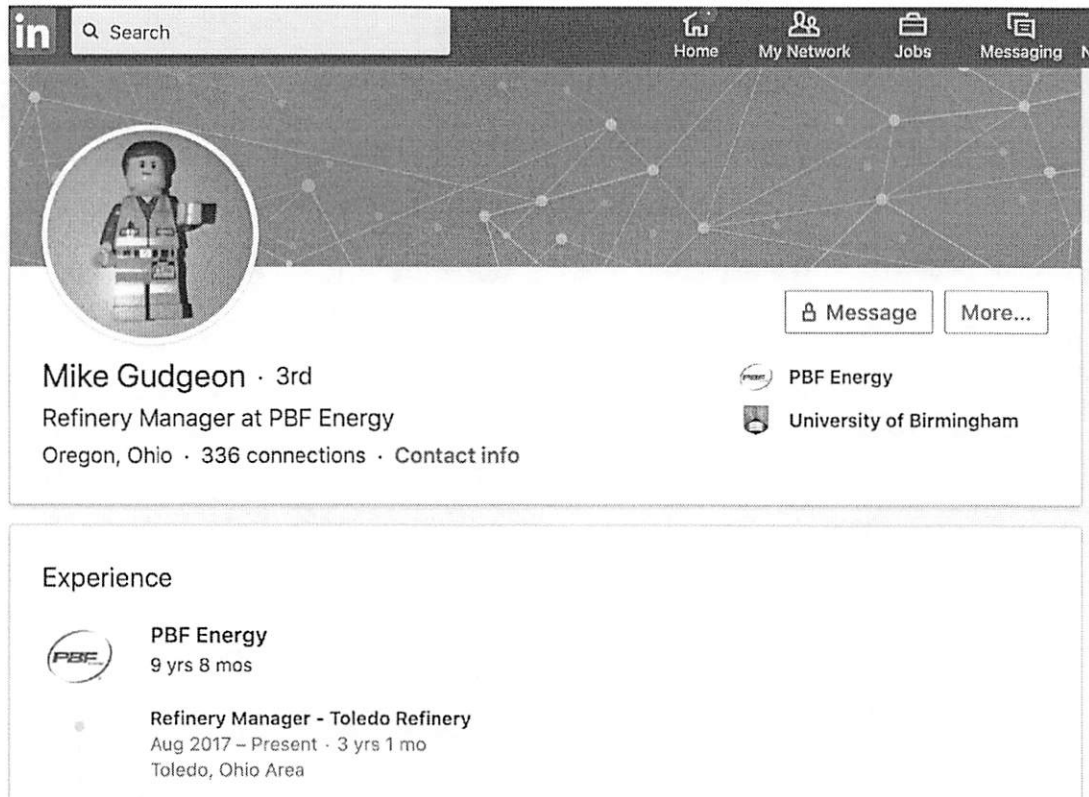 in Search Home My Network Jobs Messaging N
Message More...
Mike Gudgeon · 3rd
PBF Energy
Refinery Manager at PBF Energy
University of Birmingham
Oregon, Ohio · 336 connections · Contact info
Experience
PBF
PBF Energy
9 yrs 8 mos
Refinery Manager - Toledo Refinery
Aug 2017 – Present · 3 yrs 1 mo
Toledo, Ohio Area